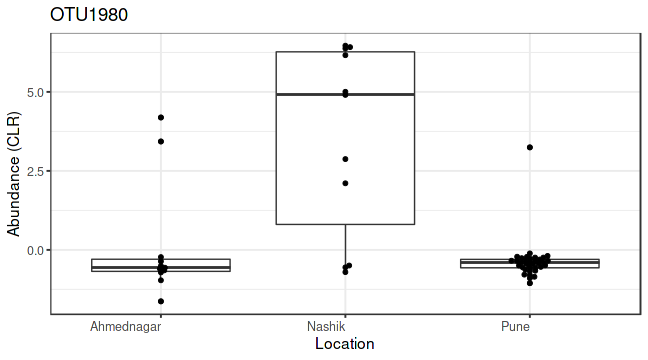 OTU1980
Abundance (CLR)
5.0
2.5
0.0
Ahmednagar
Nashik
Pune
Location